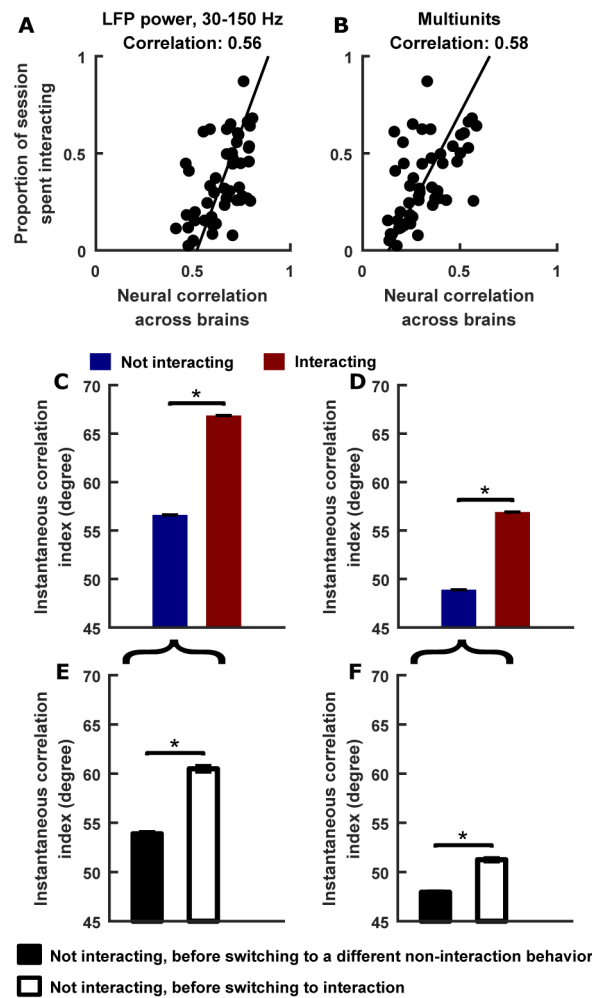 A
LFP power, 30-150 Hz
Correlation: 0.56
B
Multiunits
Correlation: 0.58
Proportion of session
spent interacting
1
0.5
0
0
0.5
1
Neural correlation
across brains
1
0.5
0
0
0.5
1
Neural correlation
across brains
Not interacting
Interacting
C
Instantaneous correlation
index (degree)
70
65
60
55
50
45
*
D
Instantaneous correlation
index (degree)
70
65
60
55
50
45
*
E
Instantaneous correlation
index (degree)
70
65
60
55
50
45
*
F
Instantaneous correlation
index (degree)
70
65
60
55
50
45
*
Not interacting, before switching to a different non-interaction behavior
Not interacting, before switching to interaction